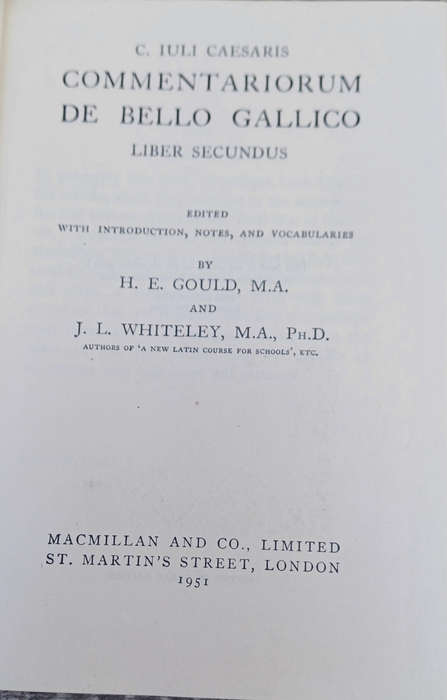 C. IULI CAESARIS
COMMENTARIORUM
DE BELLO GALLICO
LIBER SECUNDUS
EDITED
WITH INTRODUCTION, NOTES, AND VOCABULARIES
BY
H. E. GOULD, M.A.
AND
J. L. WHITELEY, M.A., PH.D.
AUTHORS OF 'A NEW LATIN COURSE FOR SCHOOLS', ETC.
MACMILLAN AND CO., LIMITED
ST. MARTIN'S STREET, LONDON
1951